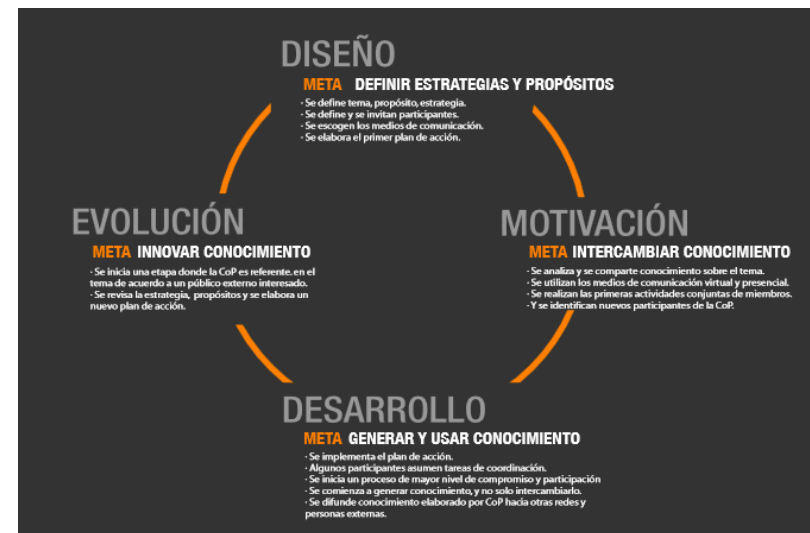 DISEÑO
META DEFINIR ESTRATEGIAS Y PROPÓSITOS
· Se define tema, propósito, estrategia.
· Se define y se invitan participantes.
· Se escogen los medios de comunicación.
· Se elabora el primer plan de acción.
EVOLUCIÓN
META INNOVAR CONOCIMIENTO
· Se inicia una etapa donde la CoP es referente. en el
tema de acuerdo a un público externo interesado.
· Se revisa la estrategia, propósitos y se elabora un
nuevo plan de acción.
MOTIVACIÓN
META INTERCAMBIAR CONOCIMIENTO
· Se analiza y se comparte conocimiento sobre el tema.
· Se utilizan los medios de comunicación virtual y presencial.
· Se realizan las primeras actividades conjuntas de miembros.
· Y se identifican nuevos participantes de la CoP.
DESARROLLO
META GENERAR Y USAR CONOCIMIENTO
· Se implementa el plan de acción.
· Algunos participantes asumen tareas de coordinación.
· Se inicia un proceso de mayor nivel de compromiso y participación
· Se comienza a generar conocimiento, y no solo intercambiarlo.
· Se difunde conocimiento elaborado por CoP hacia otras redes y
personas externas.